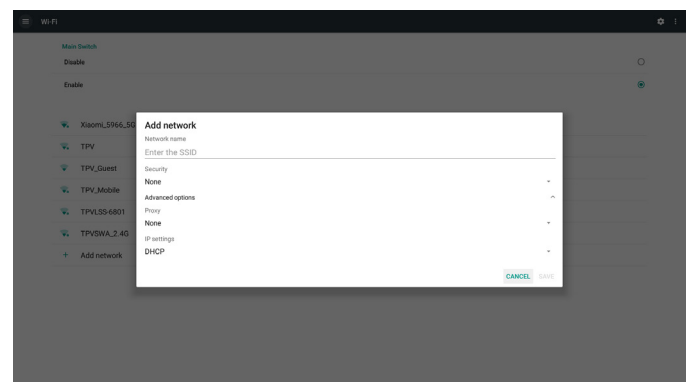 Wi-Fi
Main Switch
Disable
Enable
Xiaomi_5966_5G
TPV
TPV_Guest
TPV_Mobile
TPVLSS-6801
TPVSWA_2.4G
+ Add network
Add network
Network name
Enter the SSID
Security
None
Advanced options
Proxy
None
IP settings
DHCP
CANCEL SAVE